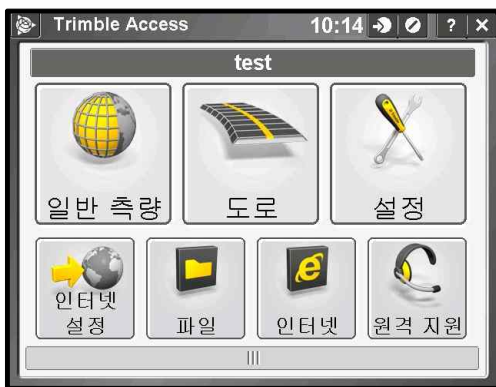 Trimble Access 10:14 ? X
test
일반 측량 도로 설정
인터넷 설정 파일 인터넷 원격 지원